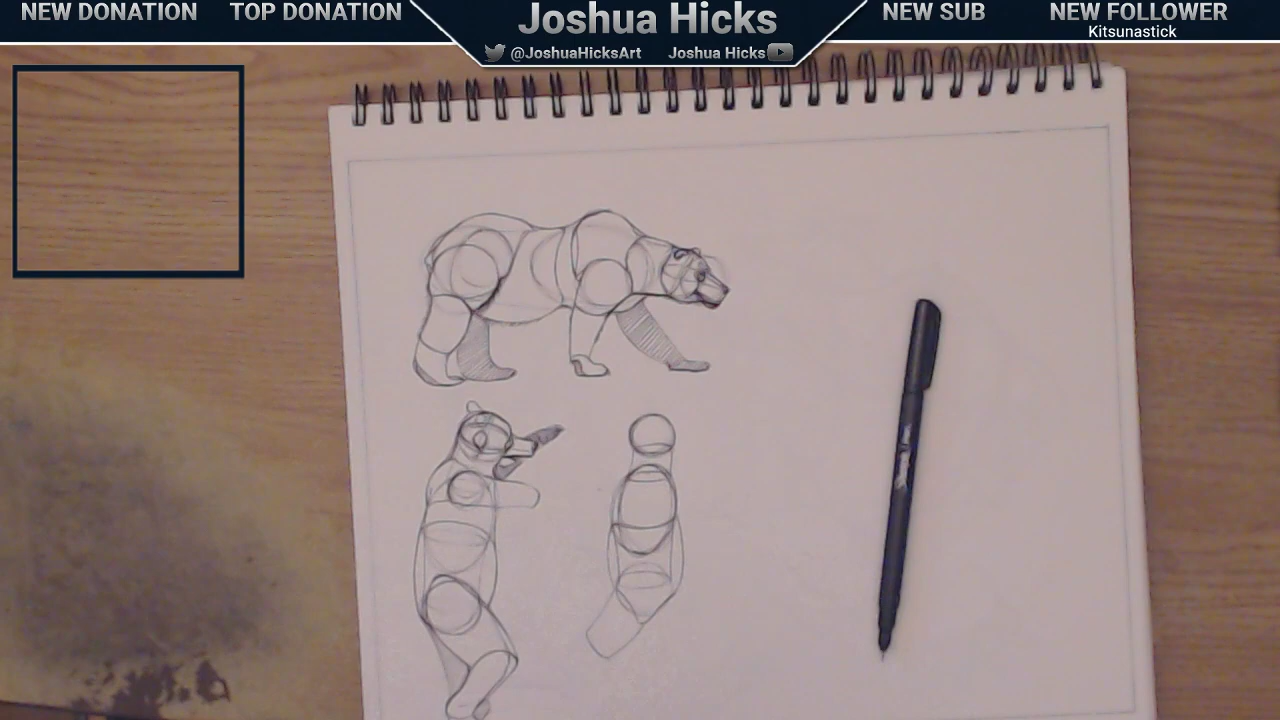 NEW DONATION
TOP DONATION
Joshua Hicks
@JoshuaHicksArt
Joshua Hicks
NEW SUB
NEW FOLLOWER
Kitsunastick